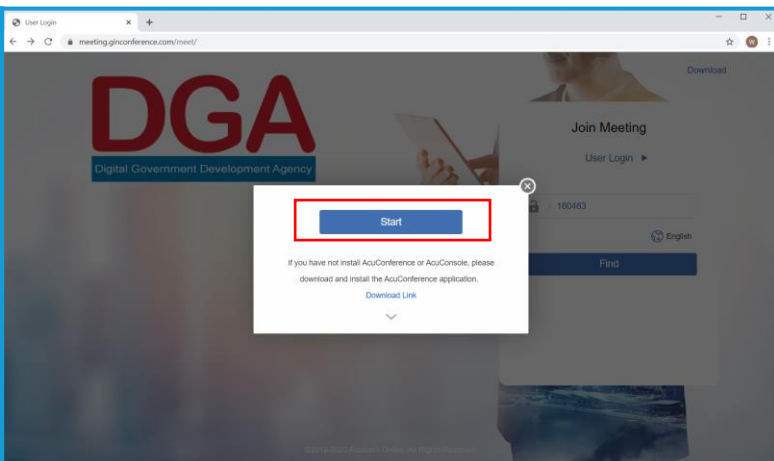 User Login
meeting.ginconference.com/meet/
W
Download
DGA
Digital Government Development Agency
Join Meeting
User Login
160463
English
Find
Start
If you have not install AcuConference or AcuConsole, please
download and install the AcuConference application.
Download Link